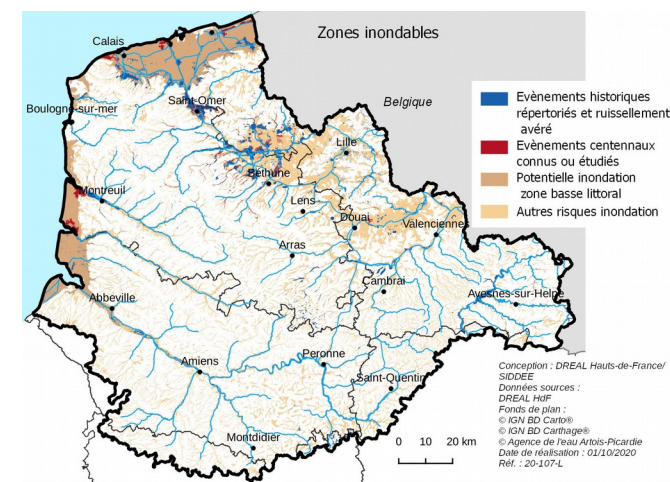 Zones inondables
Calais
Belgique
Saint-Omer
Boulogne-sur-mer
Lille
Béthune
Montreuil
Lens
Douai
Valenciennes
Arras
Cambrai
Avesnes-sur-Helpe
Abbeville
Peronne
Amiens
Saint-Quentin
Montdidier
Evènements historiques
répertoriés et ruissellement
avéré
Evènements centennaux
connus ou étudiés
Potentielle inondation
zone basse littoral
Autres risques inondation
0 10 20 km
Conception : DREAL Hauts-de-France/
SIDDEE
Données sources :
DREAL HdF
Fonds de plan :
© IGN BD Carto®
© IGN BD Carthage®
© Agence de l'eau Artois-Picardie
Date de réalisation : 01/10/2020
Réf. : 20-107-L